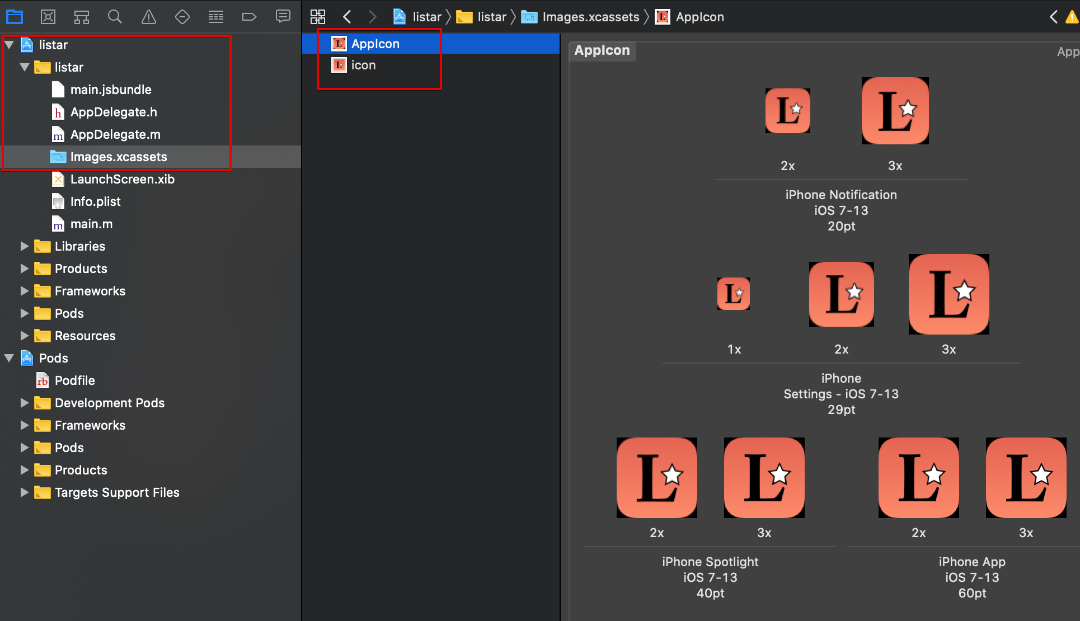 listar
listar
main.jsbundle
AppDelegate.h
AppDelegate.m
Images.xcassets
LaunchScreen.xib
Info.plist
main.m
Libraries
Products
Frameworks
Pods
Resources
Pods
Podfile
Development Pods
Frameworks
Pods
Products
Targets Support Files
listar listar Images.xcassets AppIcon
AppIcon
icon
AppIcon
App
L L
2x 3x
iPhone Notification
iOS 7-13
20pt
L L L
1x 2x 3x
iPhone
Settings - iOS 7-13
29pt
L L L L
2x 3x 2x 3x
iPhone Spotlight
iOS 7-13
40pt
iPhone App
iOS 7-13
60pt